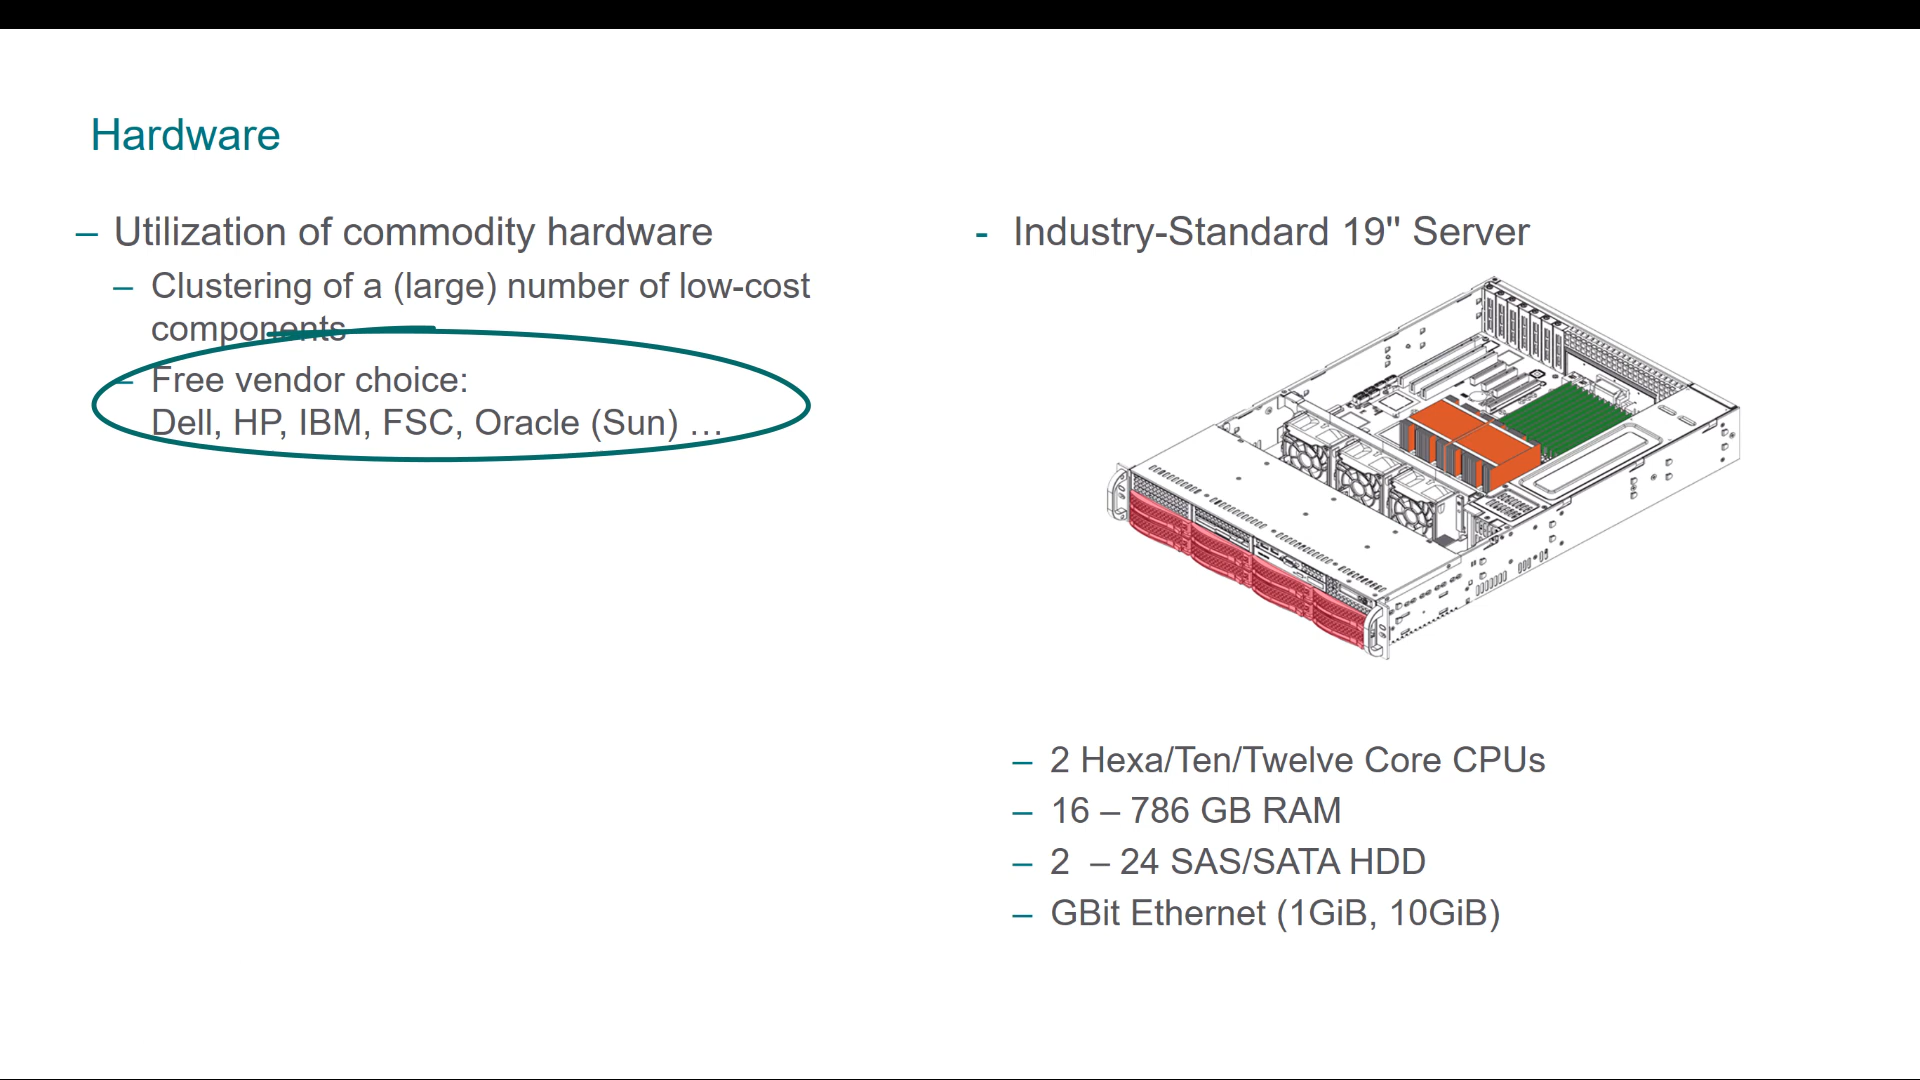 Hardware
– Utilization of commodity hardware
– Clustering of a (large) number of low-cost
components
– Free vendor choice:
Dell, HP, IBM, FSC, Oracle (Sun) …
- Industry-Standard 19" Server
– 2 Hexa/Ten/Twelve Core CPUs
– 16 – 786 GB RAM
– 2  – 24 SAS/SATA HDD
– GBit Ethernet (1GiB, 10GiB)